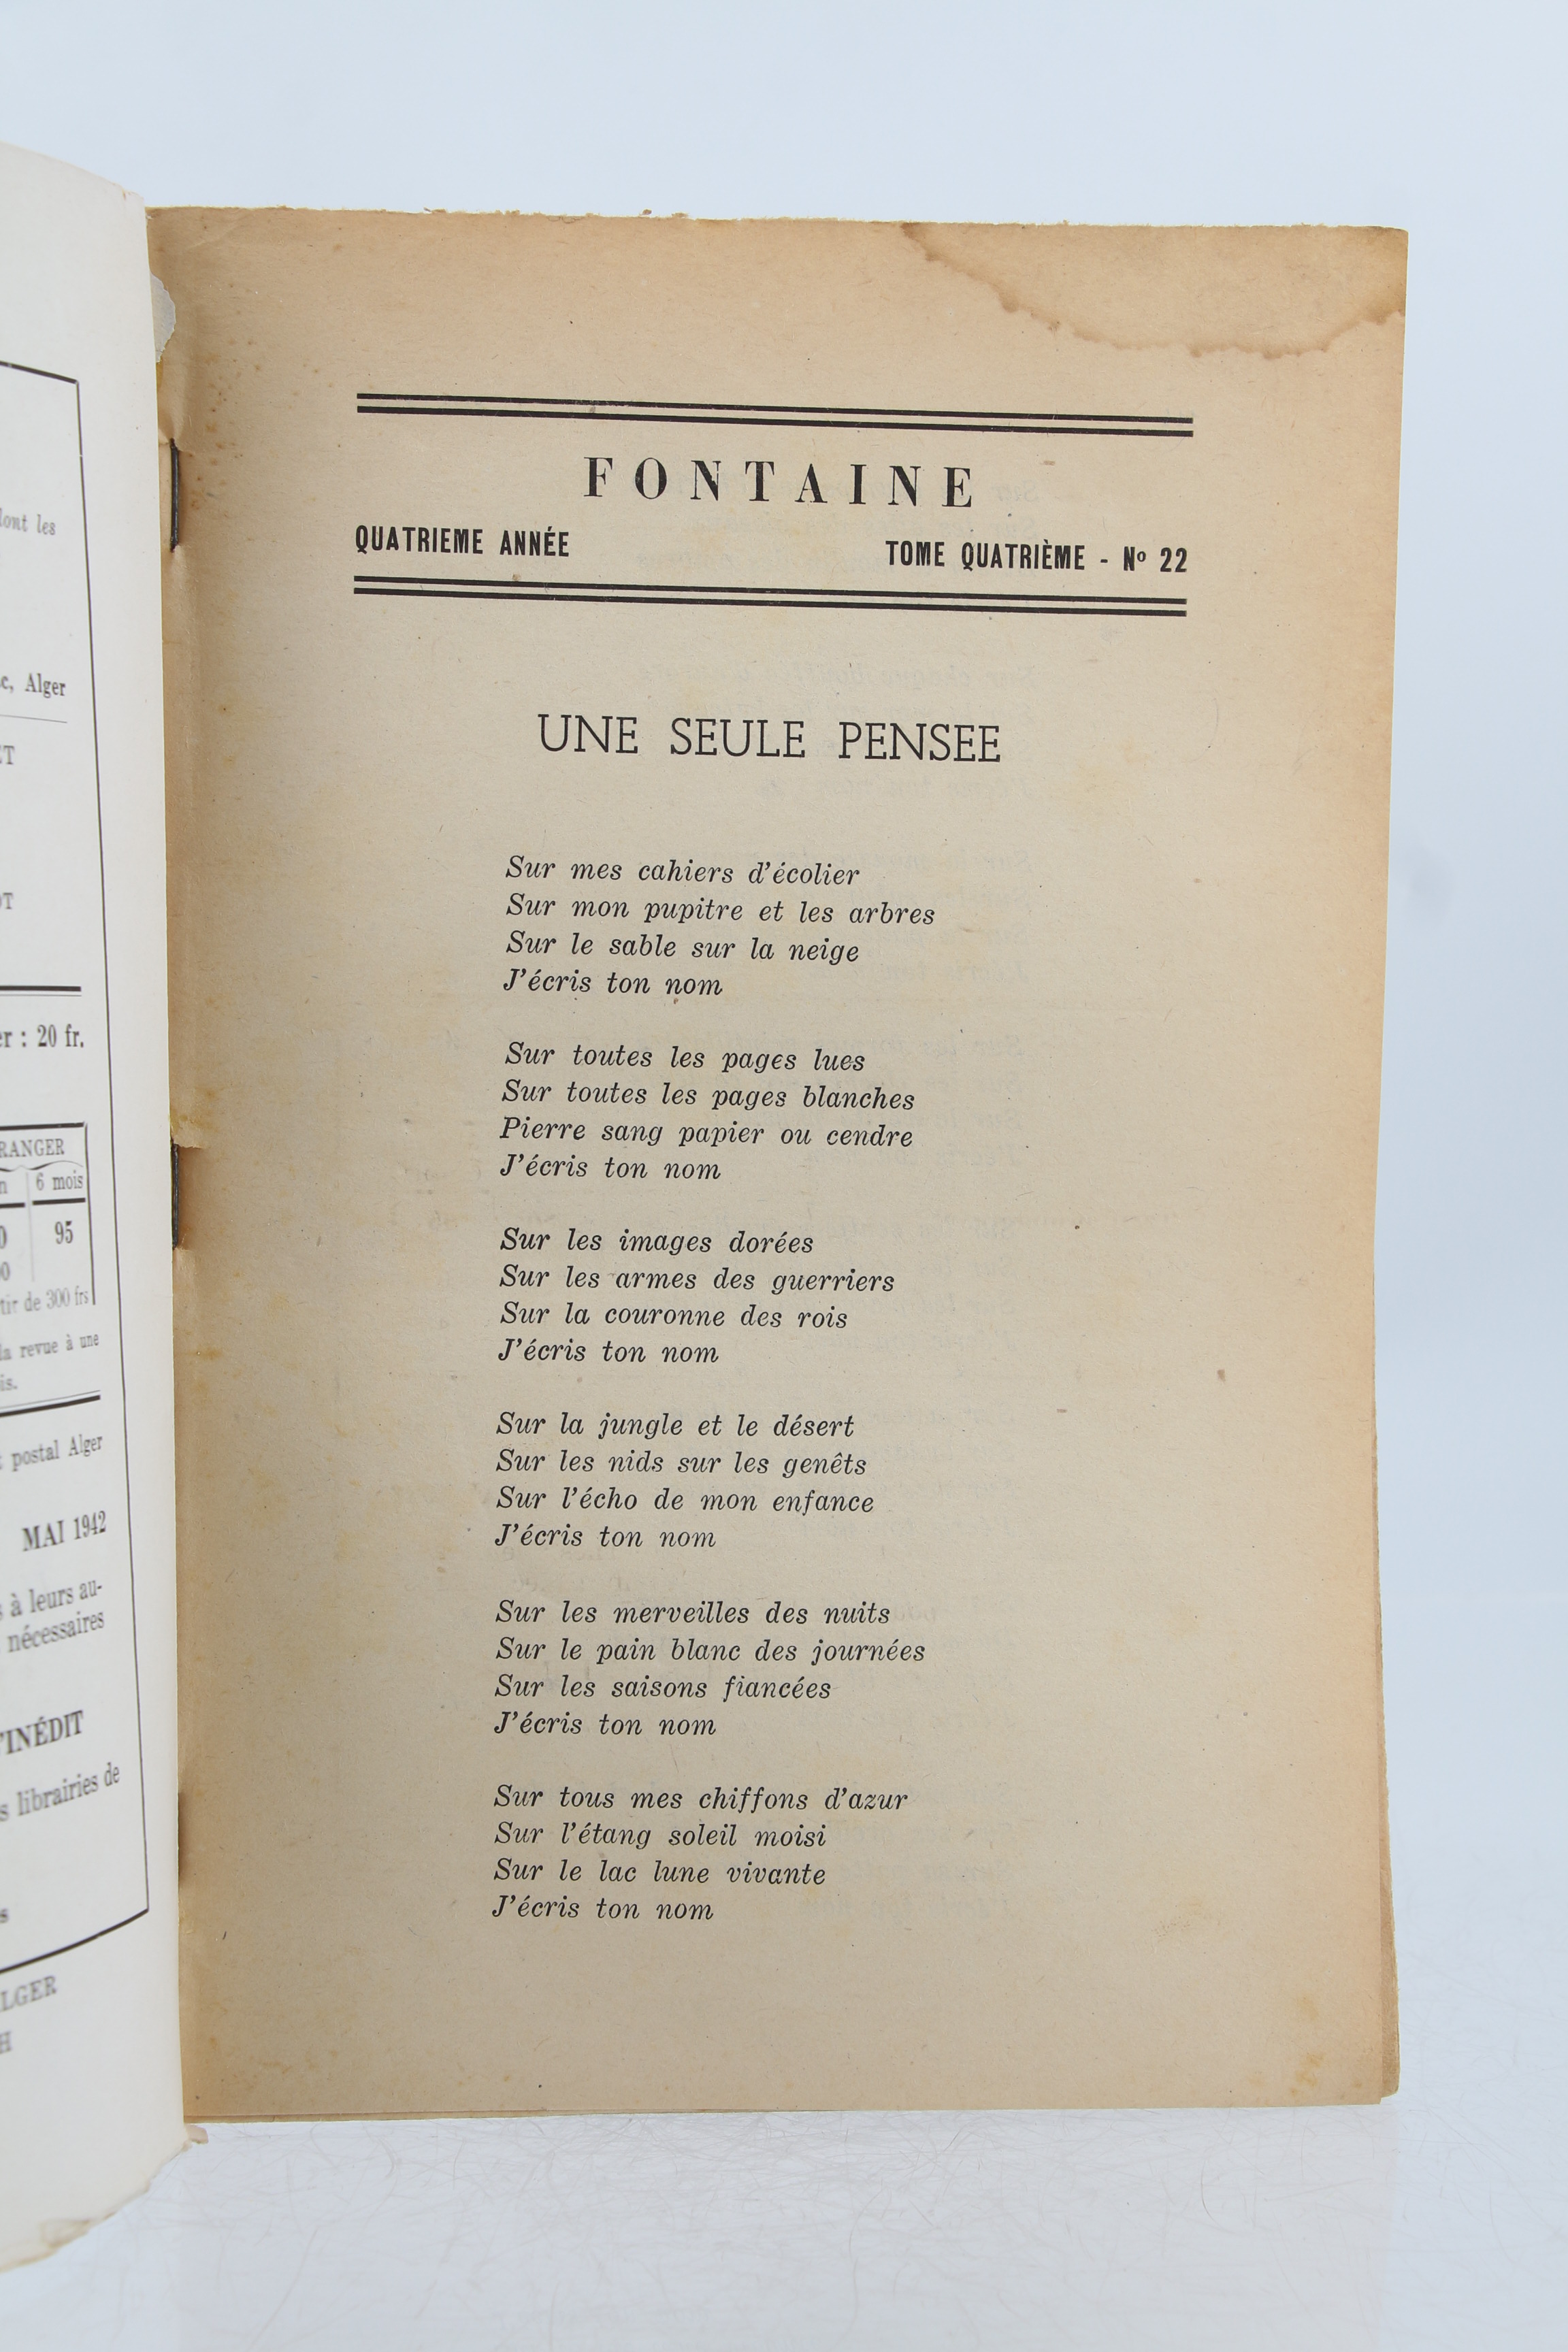 dont les
Alger
ET
OT
er : 20 fr.
RANGER
6 mois
95
tir de 300 frs
la revue à une
is.
postal Alger
MAI 1942
s à leurs au-
nécessaires
'INÉDIT
s librairies de
s
LGER
H
FONTAINE
QUATRIEME ANNÉE TOME QUATRIÈME - Nº 22
UNE SEULE PENSEE
Sur mes cahiers d'écolier
Sur mon pupitre et les arbres
Sur le sable sur la neige
J'écris ton nom
Sur toutes les pages lues
Sur toutes les pages blanches
Pierre sang papier ou cendre
J'écris ton nom
Sur les images dorées
Sur les armes des guerriers
Sur la couronne des rois
J'écris ton nom
Sur la jungle et le désert
Sur les nids sur les genêts
Sur l'écho de mon enfance
J'écris ton nom
Sur les merveilles des nuits
Sur le pain blanc des journées
Sur les saisons fiancées
J'écris ton nom
Sur tous mes chiffons d'azur
Sur l'étang soleil moisi
Sur le lac lune vivante
J'écris ton nom